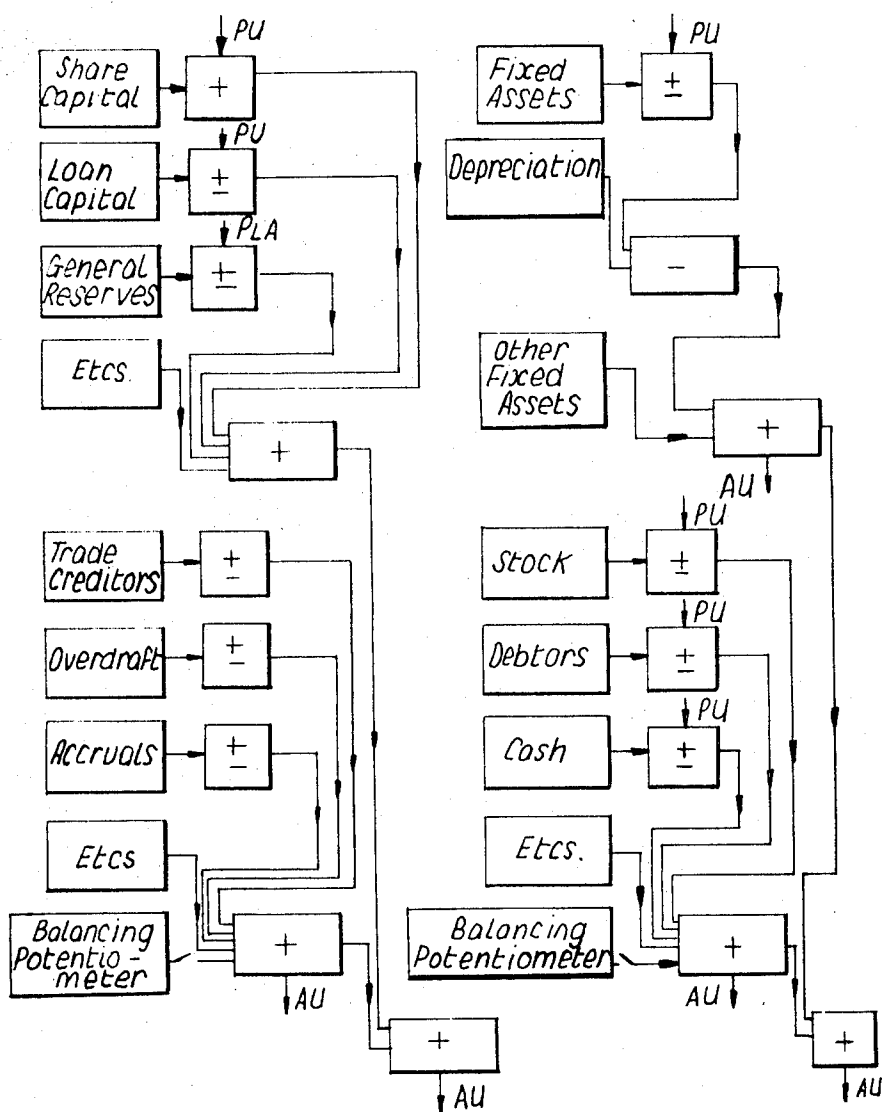 PU
Share
Capital
+
PU
Loan
Capital
±
PLA
General
Reserves
±
Etcs.
+
Trade
Creditors
±
Overdraft
±
Accruals
±
Etcs
Balancing
Potentio-
meter
+
AU
+
AU
PU
Fixed
Assets
±
Depreciation
-
Other
Fixed
Assets
+
AU
PU
Stock
±
PU
Debtors
±
PU
Cash
±
Etcs.
Balancing
Potentiometer
+
AU
+
AU